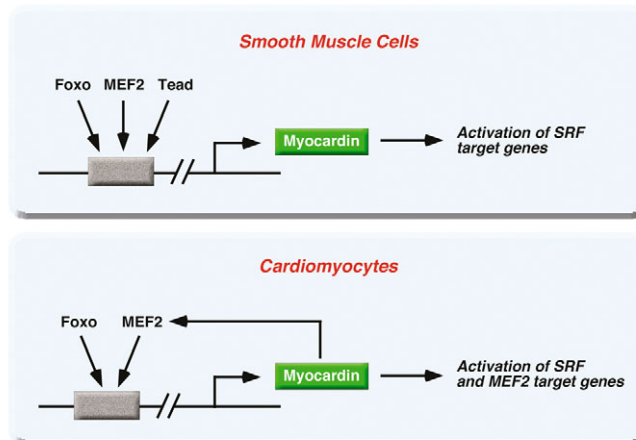 Smooth Muscle Cells
Foxo MEF2 Tead
Myocardin
Activation of SRF
target genes
Cardiomyocytes
Foxo MEF2
Myocardin
Activation of SRF
and MEF2 target genes